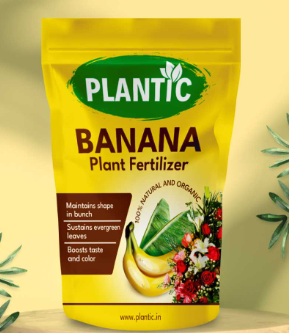 PLANTIC
BANANA
Plant Fertilizer
100% NATURAL AND ORGANIC
Maintains shape
in bunch
Sustains evergreen
leaves
Boosts taste
and color
www.plantic.in